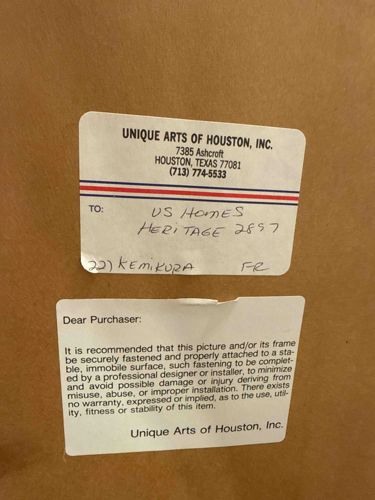 UNIQUE ARTS OF HOUSTON, INC.
7385 Ashcroft
HOUSTON, TEXAS 77081
(713) 774-5533
TO:
US HOMES
HERITAGE 2897
227 KEMIKURA FR
Dear Purchaser:
It is recommended that this picture and/or its frame
be securely fastened and properly attached to a sta-
ble, immobile surface, such fastening to be complet-
ed by a professional designer or installer, to minimize
and avoid possible damage or injury deriving from
misuse, abuse, or improper installation. There exists
no warranty, expressed or implied, as to the use, util-
ity, fitness or stability of this item.
Unique Arts of Houston, Inc.